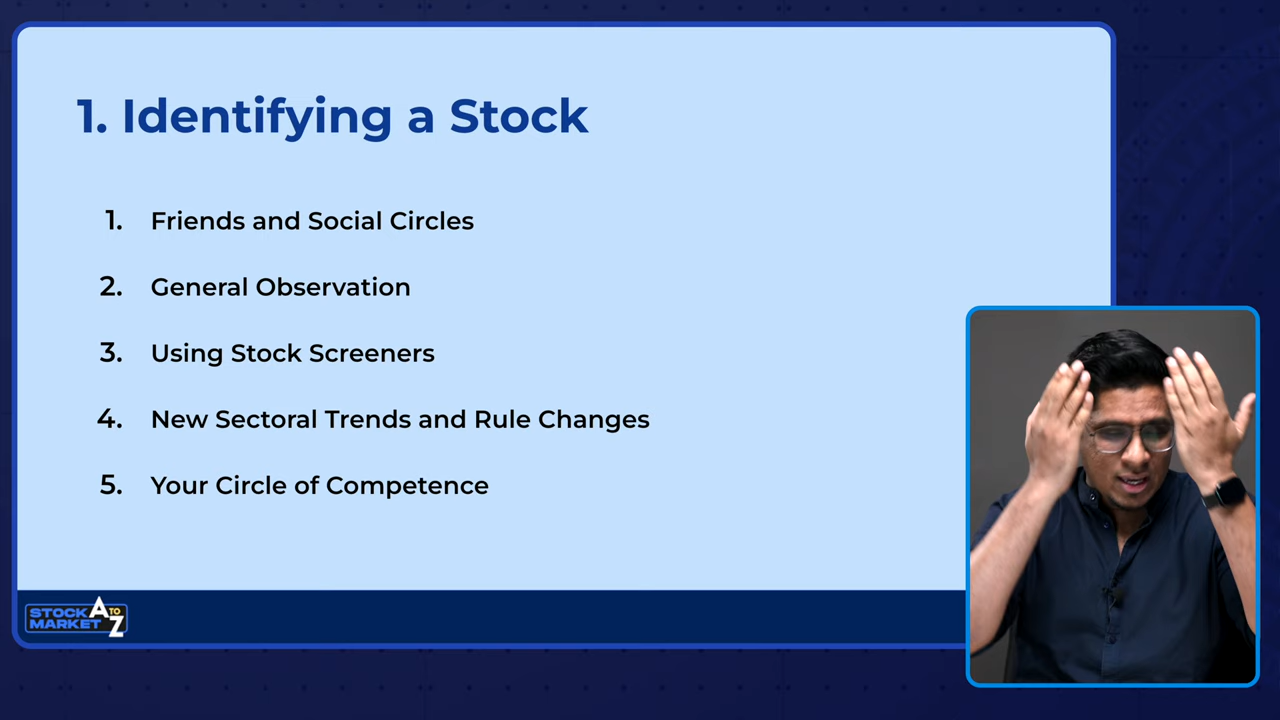 1. Identifying a Stock
1. Friends and Social Circles
2. General Observation
3. Using Stock Screeners
4. New Sectoral Trends and Rule Changes
5. Your Circle of Competence
STOCK A TO Z
MARKET